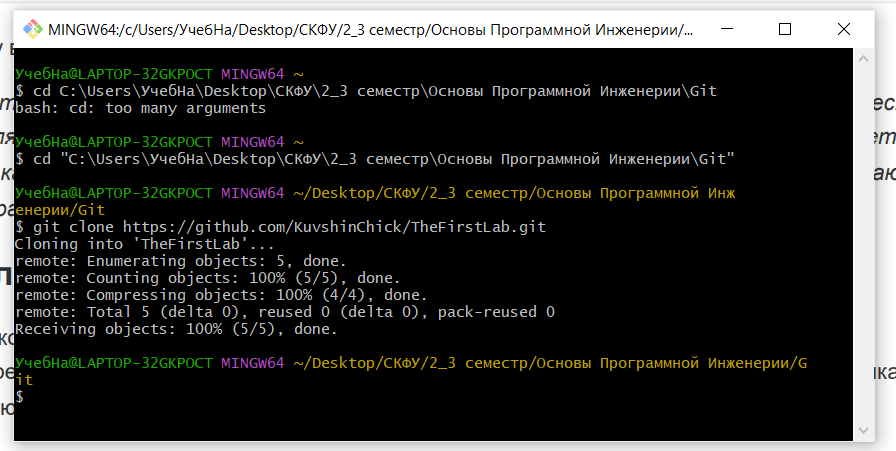 MINGW64:/c/Users/УчебНа/Desktop/СКФУ/2_3 семестр/Основы Программной Инженерии/...
УчебНа@LAPTOP-32GKPOCT MINGW64 ~
$ cd C:\Users\УчебНа\Desktop\СКФУ\2_3 семестр\Основы Программной Инженерии\Git
bash: cd: too many arguments
УчебНа@LAPTOP-32GKPOCT MINGW64 ~
$ cd "C:\Users\УчебНа\Desktop\СКФУ\2_3 семестр\Основы Программной Инженерии\Git"
УчебНа@LAPTOP-32GKPOCT MINGW64 ~/Desktop/СКФУ/2_3 семестр/Основы Программной Инж
енерии/Git
$ git clone https://github.com/KuvshinChick/TheFirstLab.git
Cloning into 'TheFirstLab'...
remote: Enumerating objects: 5, done.
remote: Counting objects: 100% (5/5), done.
remote: Compressing objects: 100% (4/4), done.
remote: Total 5 (delta 0), reused 0 (delta 0), pack-reused 0
Receiving objects: 100% (5/5), done.
УчебНа@LAPTOP-32GKPOCT MINGW64 ~/Desktop/СКФУ/2_3 семестр/Основы Программной Инженерии/G
it
$